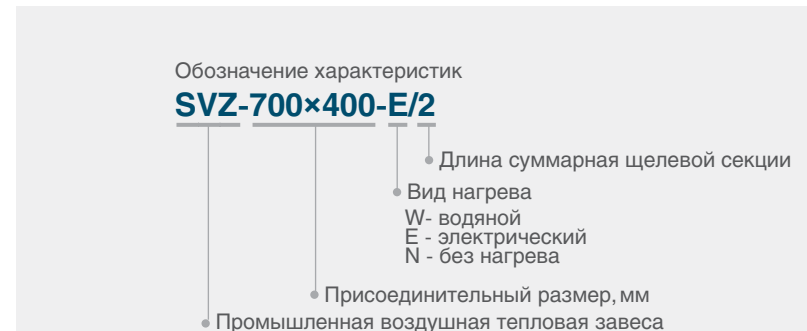 Обозначение характеристик
SVZ-700×400-E/2
Длина суммарная щелевой секции
Вид нагрева
W- водяной
E - электрический
N - без нагрева
Присоединительный размер, мм
Промышленная воздушная тепловая завеса